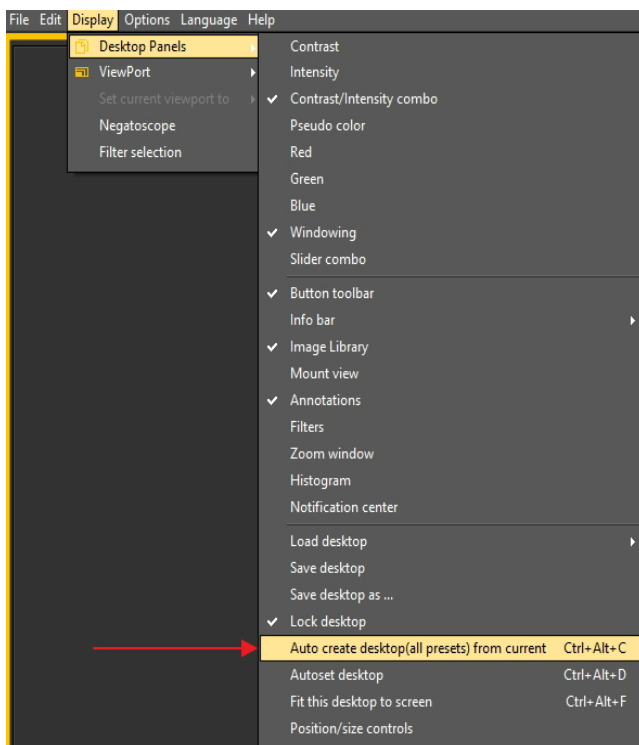 File Edit Display Options Language Help
Desktop Panels
ViewPort
Set current viewport to
Negatoscope
Filter selection
Contrast
Intensity
Contrast/Intensity combo
Pseudo color
Red
Green
Blue
Windowing
Slider combo
Button toolbar
Info bar
Image Library
Mount view
Annotations
Filters
Zoom window
Histogram
Notification center
Load desktop
Save desktop
Save desktop as ...
Lock desktop
Auto create desktop(all presets) from current Ctrl+Alt+C
Autoset desktop Ctrl+Alt+D
Fit this desktop to screen Ctrl+Alt+F
Position/size controls